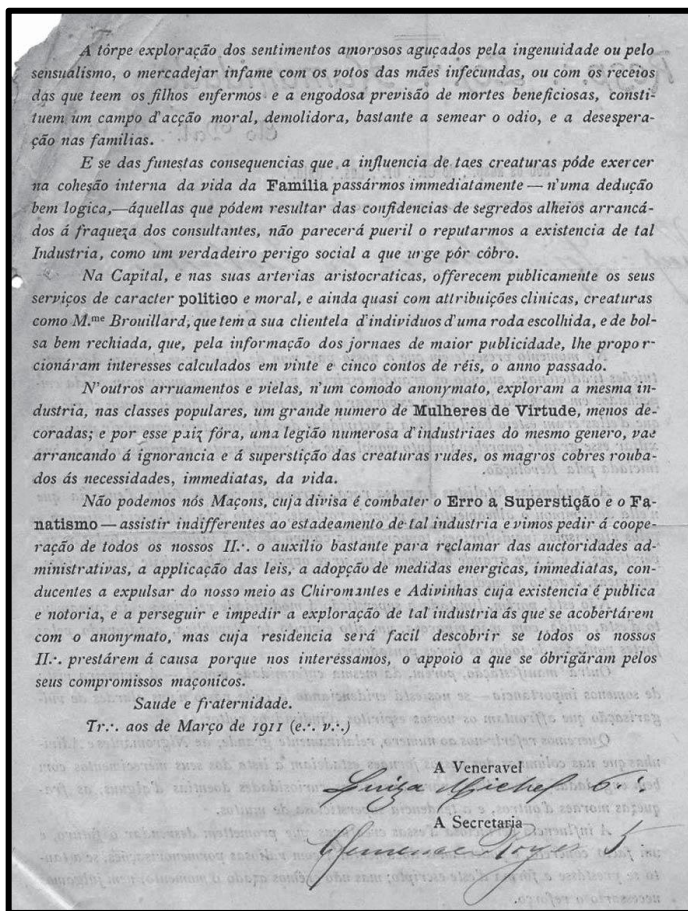 A tôrpe exploração dos sentimentos amorosos aguçados pela ingenuidade ou pelo
sensualismo, o mercadejar infame com os votos das mães infecundas, ou com os receios
das que teem os filhos enfermos e a engodosa previsão de mortes beneficiosas, consti-
tuem um campo d'acção moral, demolidora, bastante a semear o odio, e a desespera-
ção nas familias.
E se das funestas consequencias que a influencia de taes creaturas póde exercer
na cohesão interna da vida da Familia passármos immediatamente — n'uma dedução
bem logica,—áquellas que pódem resultar das confidencias de segredos alheios arrancá-
dos á fraqueza dos consultantes, não parecerá pueril o reputarmos a existencia de tal
Industria, como um verdadeiro perigo social a que urge pôr côbro.
Na Capital, e nas suas arterias aristocraticas, offerecem publicamente os seus
serviços de caracter politico e moral, e ainda quasi com attribuições clinicas, creaturas
como M.me Brouillard, que tem a sua clientela d'individuos d'uma roda escolhida, e de bol-
sa bem rechiada, que, pela informação dos jornaes de maior publicidade, lhe propor-
cionáram interesses calculados em vinte e cinco contos de réis, o anno passado.
N'outros arruamentos e vielas, n'um comodo anonymato, exploram a mesma in-
dustria, nas classes populares, um grande numero de Mulheres de Virtude, menos de-
coradas; e por esse paiz fóra, uma legião numerosa d'industriaes do mesmo genero, vae
arrancando á ignorancia e á superstição das creaturas rudes, os magros cobres rouba-
dos ás necessidades, immediatas, da vida.
Não podemos nós Maçons, cuja divisa é combater o Erro a Superstição e o Fa-
natismo — assistir indifferentes ao estadeamento de tal industria e vimos pedir á coope-
ração de todos os nossos II∴ o auxilio bastante para reclamar das auctoridades ad-
ministrativas, a applicação das leis, a adopção de medidas energicas, immediatas, con-
ducentes a expulsar do nosso meio as Chiromantes e Adivinhas cuja existencia é publica
e notoria, e a perseguir e impedir a exploração de tal industria ás que se acobertárem
com o anonymato, mas cuja residencia será facil descobrir se todos os nossos
II∴ prestárem á causa porque nos interessamos, o appoio a que se óbrigáram pelos
seus compromissos maçonicos.
Saude e fraternidade.
Tr∴ aos de Março de 1911 (e∴ v∴)
A Veneravel
Luiza Michel 6∴
A Secretaria
Clemence Royer 5